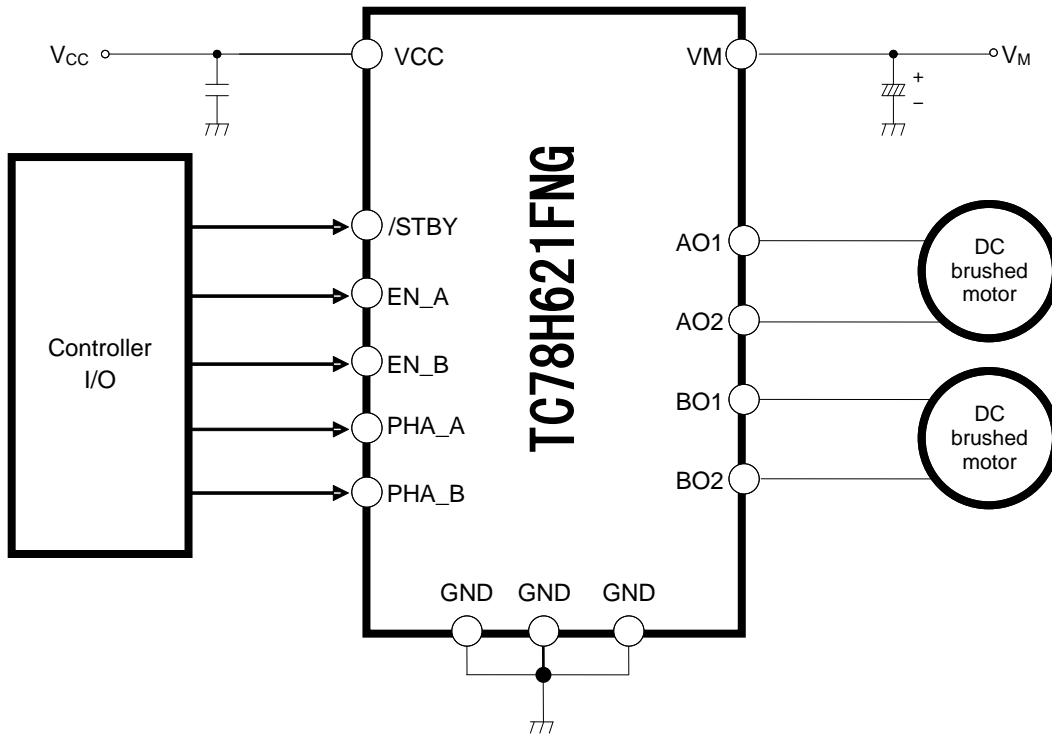 VCC
VCC
VM
VM
+
−
TC78H621FNG
Controller
I/O
/STBY
EN_A
EN_B
PHA_A
PHA_B
AO1
AO2
BO1
BO2
DC
brushed
motor
DC
brushed
motor
GND GND GND